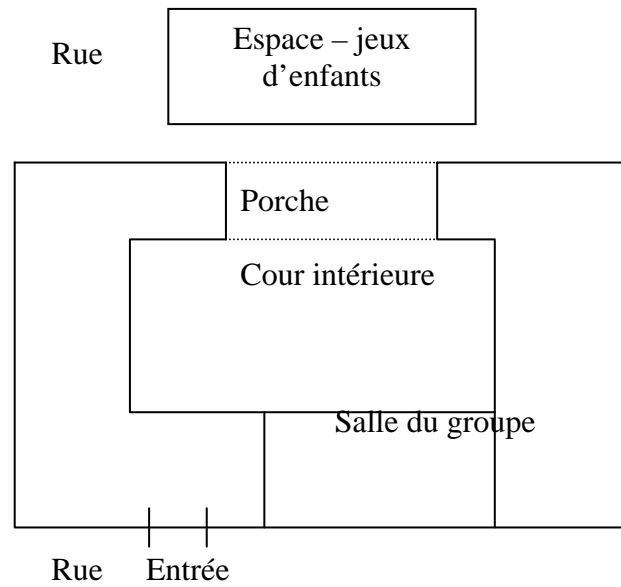 Rue
Espace – jeux
d’enfants
Porche
Cour intérieure
Salle du groupe
Rue
Entrée